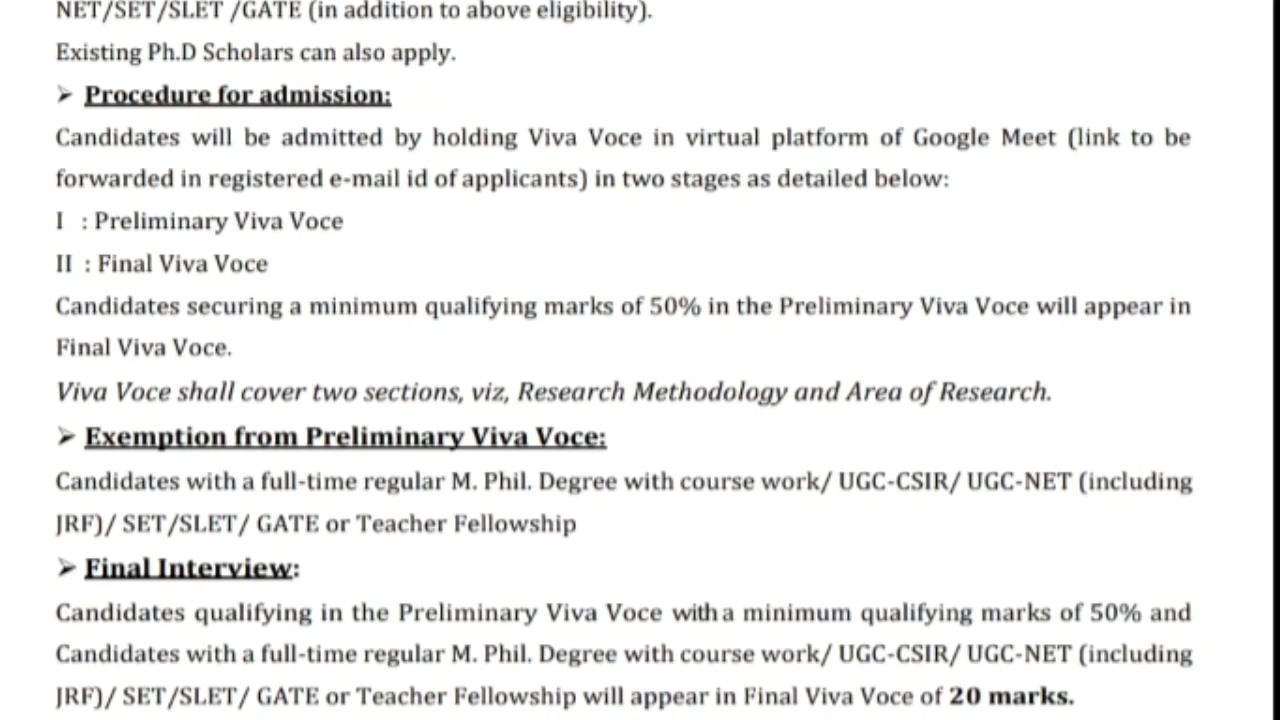 NET/SET/SLET /GATE (in addition to above eligibility).
Existing Ph.D Scholars can also apply.
➢ Procedure for admission:
Candidates will be admitted by holding Viva Voce in virtual platform of Google Meet (link to be
forwarded in registered e-mail id of applicants) in two stages as detailed below:
I : Preliminary Viva Voce
II : Final Viva Voce
Candidates securing a minimum qualifying marks of 50% in the Preliminary Viva Voce will appear in
Final Viva Voce.
Viva Voce shall cover two sections, viz, Research Methodology and Area of Research.
➢ Exemption from Preliminary Viva Voce:
Candidates with a full-time regular M. Phil. Degree with course work/ UGC-CSIR/ UGC-NET (including
JRF)/ SET/SLET/ GATE or Teacher Fellowship
➢ Final Interview:
Candidates qualifying in the Preliminary Viva Voce with a minimum qualifying marks of 50% and
Candidates with a full-time regular M. Phil. Degree with course work/ UGC-CSIR/ UGC-NET (including
JRF)/ SET/SLET/ GATE or Teacher Fellowship will appear in Final Viva Voce of 20 marks.